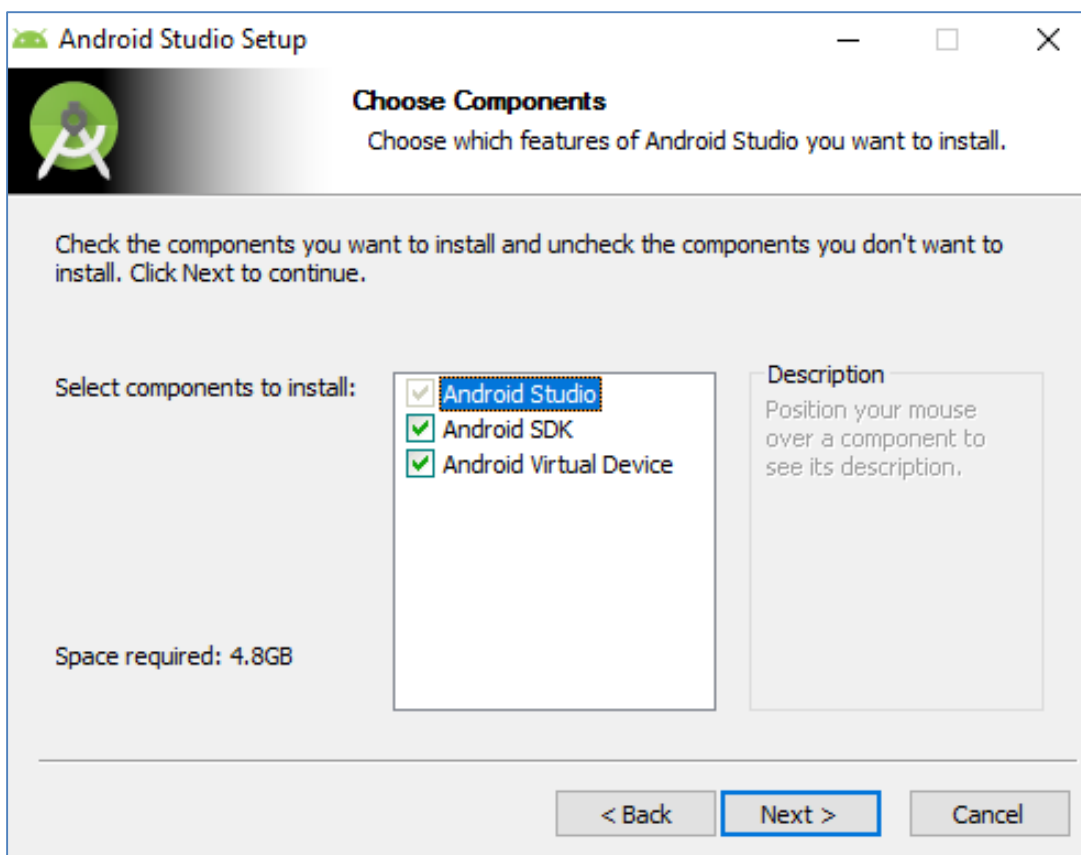 Android Studio Setup
Choose Components
Choose which features of Android Studio you want to install.
Check the components you want to install and uncheck the components you don't want to
install. Click Next to continue.
Select components to install:
Android Studio
Android SDK
Android Virtual Device
Description
Position your mouse
over a component to
see its description.
Space required: 4.8GB
< Back
Next >
Cancel